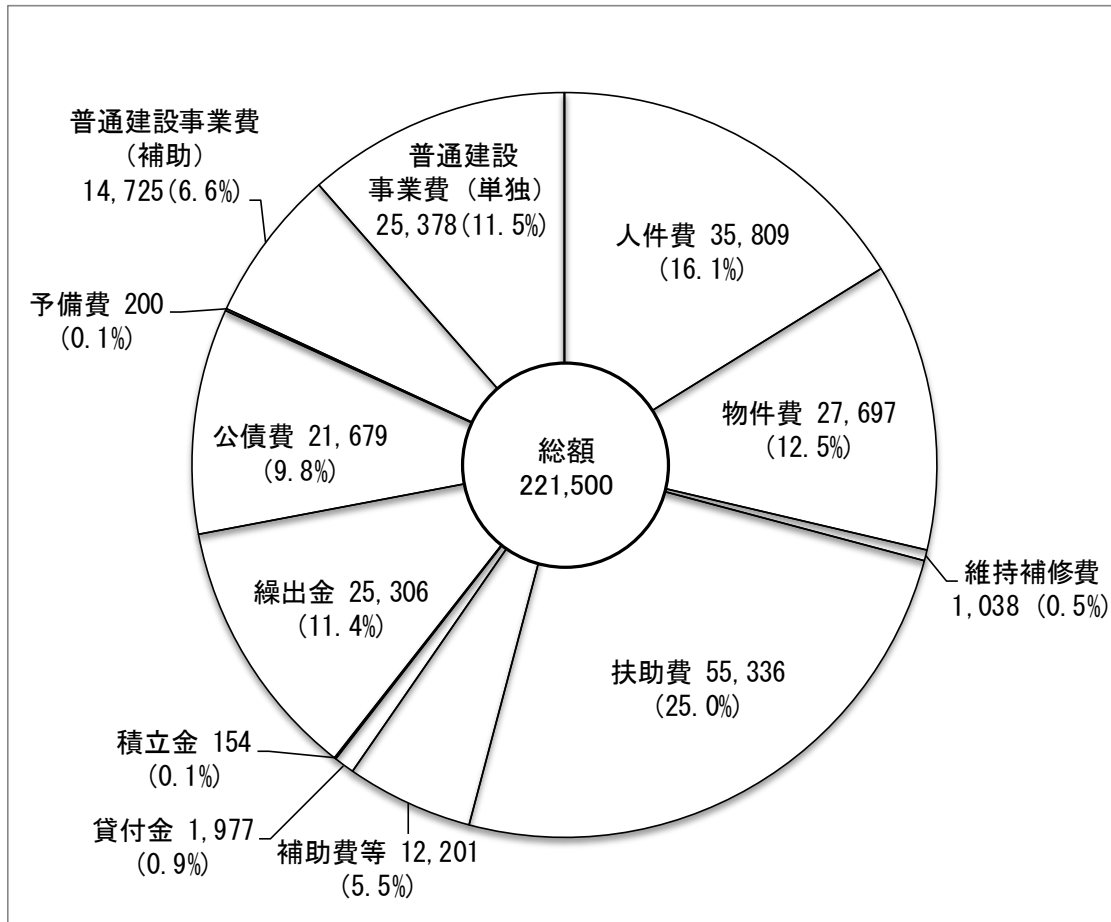 普通建設事業費
（補助）
14,725(6.6%)
普通建設
事業費（単独）
25,378(11.5%)
人件費 35,809
(16.1%)
予備費 200
(0.1%)
物件費 27,697
(12.5%)
公債費 21,679
(9.8%)
総額
221,500
維持補修費
1,038 (0.5%)
繰出金 25,306
(11.4%)
扶助費 55,336
(25.0%)
積立金 154
(0.1%)
貸付金 1,977
(0.9%)
補助費等 12,201
(5.5%)